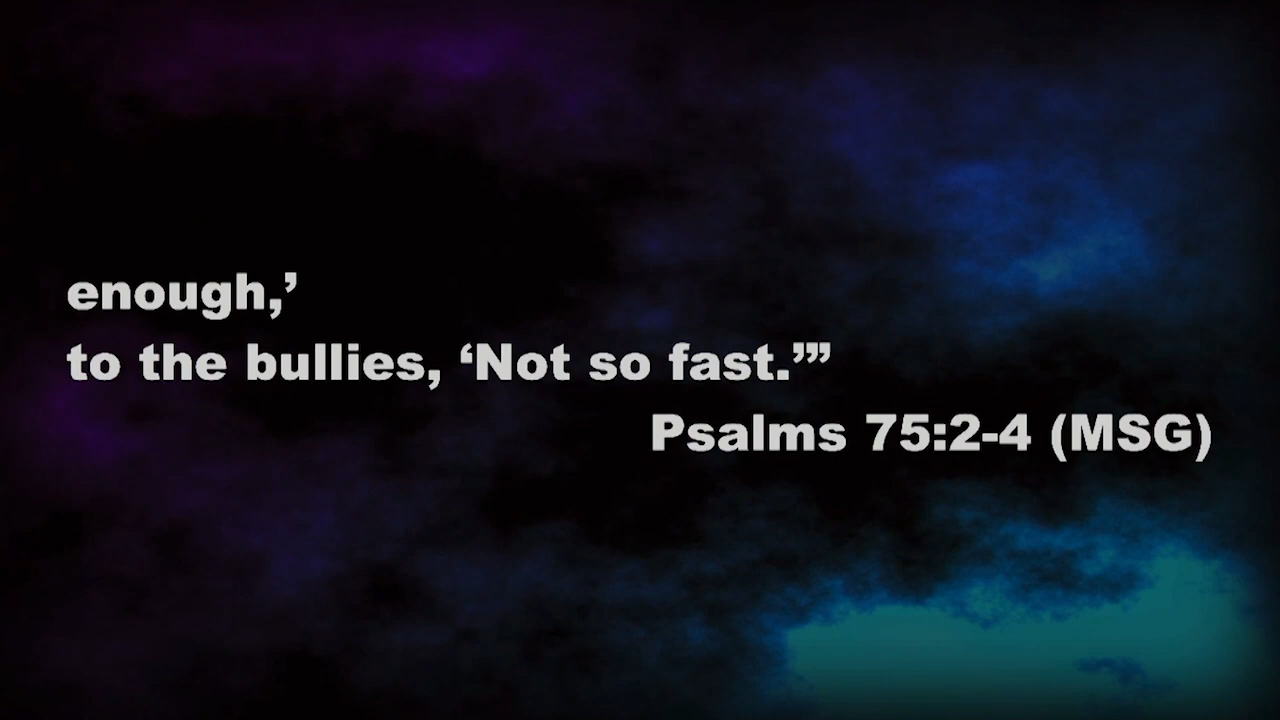 enough,’
to the bullies, ‘Not so fast.’”
Psalms 75:2-4 (MSG)